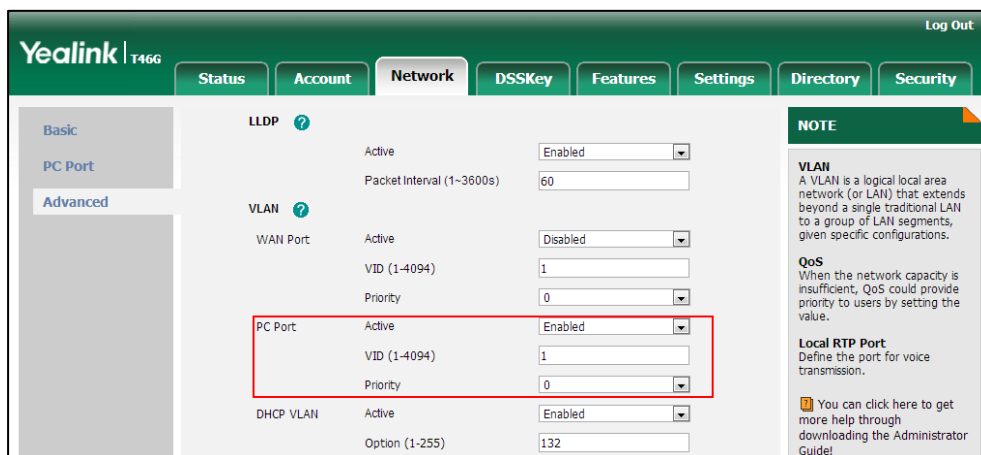 Log Out
Yealink | T46G
Status Account Network DSSKey Features Settings Directory Security
Basic
PC Port
Advanced
LLDP ?
Active Enabled
Packet Interval (1~3600s) 60
VLAN ?
WAN Port Active Disabled
VID (1-4094) 1
Priority 0
PC Port Active Enabled
VID (1-4094) 1
Priority 0
DHCP VLAN Active Enabled
Option (1-255) 132
NOTE
VLAN
A VLAN is a logical local area
network (or LAN) that extends
beyond a single traditional LAN
to a group of LAN segments,
given specific configurations.
QoS
When the network capacity is
insufficient, QoS could provide
priority to users by setting the
value.
Local RTP Port
Define the port for voice
transmission.
? You can click here to get
more help through
downloading the Administrator
Guide!